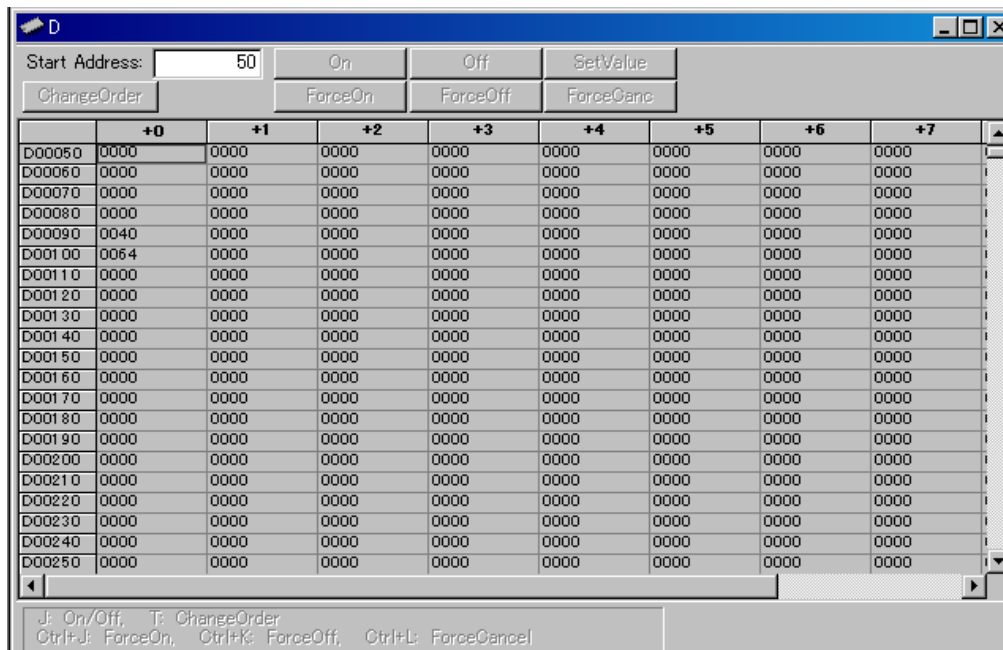 D
Start Address: 50 On Off SetValue
ChangeOrder ForceOn ForceOff ForceCanc
+0 +1 +2 +3 +4 +5 +6 +7
D00050 0000 0000 0000 0000 0000 0000 0000 0000
D00060 0000 0000 0000 0000 0000 0000 0000 0000
D00070 0000 0000 0000 0000 0000 0000 0000 0000
D00080 0000 0000 0000 0000 0000 0000 0000 0000
D00090 0040 0000 0000 0000 0000 0000 0000 0000
D00100 0064 0000 0000 0000 0000 0000 0000 0000
D00110 0000 0000 0000 0000 0000 0000 0000 0000
D00120 0000 0000 0000 0000 0000 0000 0000 0000
D00130 0000 0000 0000 0000 0000 0000 0000 0000
D00140 0000 0000 0000 0000 0000 0000 0000 0000
D00150 0000 0000 0000 0000 0000 0000 0000 0000
D00160 0000 0000 0000 0000 0000 0000 0000 0000
D00170 0000 0000 0000 0000 0000 0000 0000 0000
D00180 0000 0000 0000 0000 0000 0000 0000 0000
D00190 0000 0000 0000 0000 0000 0000 0000 0000
D00200 0000 0000 0000 0000 0000 0000 0000 0000
D00210 0000 0000 0000 0000 0000 0000 0000 0000
D00220 0000 0000 0000 0000 0000 0000 0000 0000
D00230 0000 0000 0000 0000 0000 0000 0000 0000
D00240 0000 0000 0000 0000 0000 0000 0000 0000
D00250 0000 0000 0000 0000 0000 0000 0000 0000
J: On/Off, T: ChangeOrder
Ctrl+J: ForceOn, Ctrl+K: ForceOff, Ctrl+L: ForceCancel